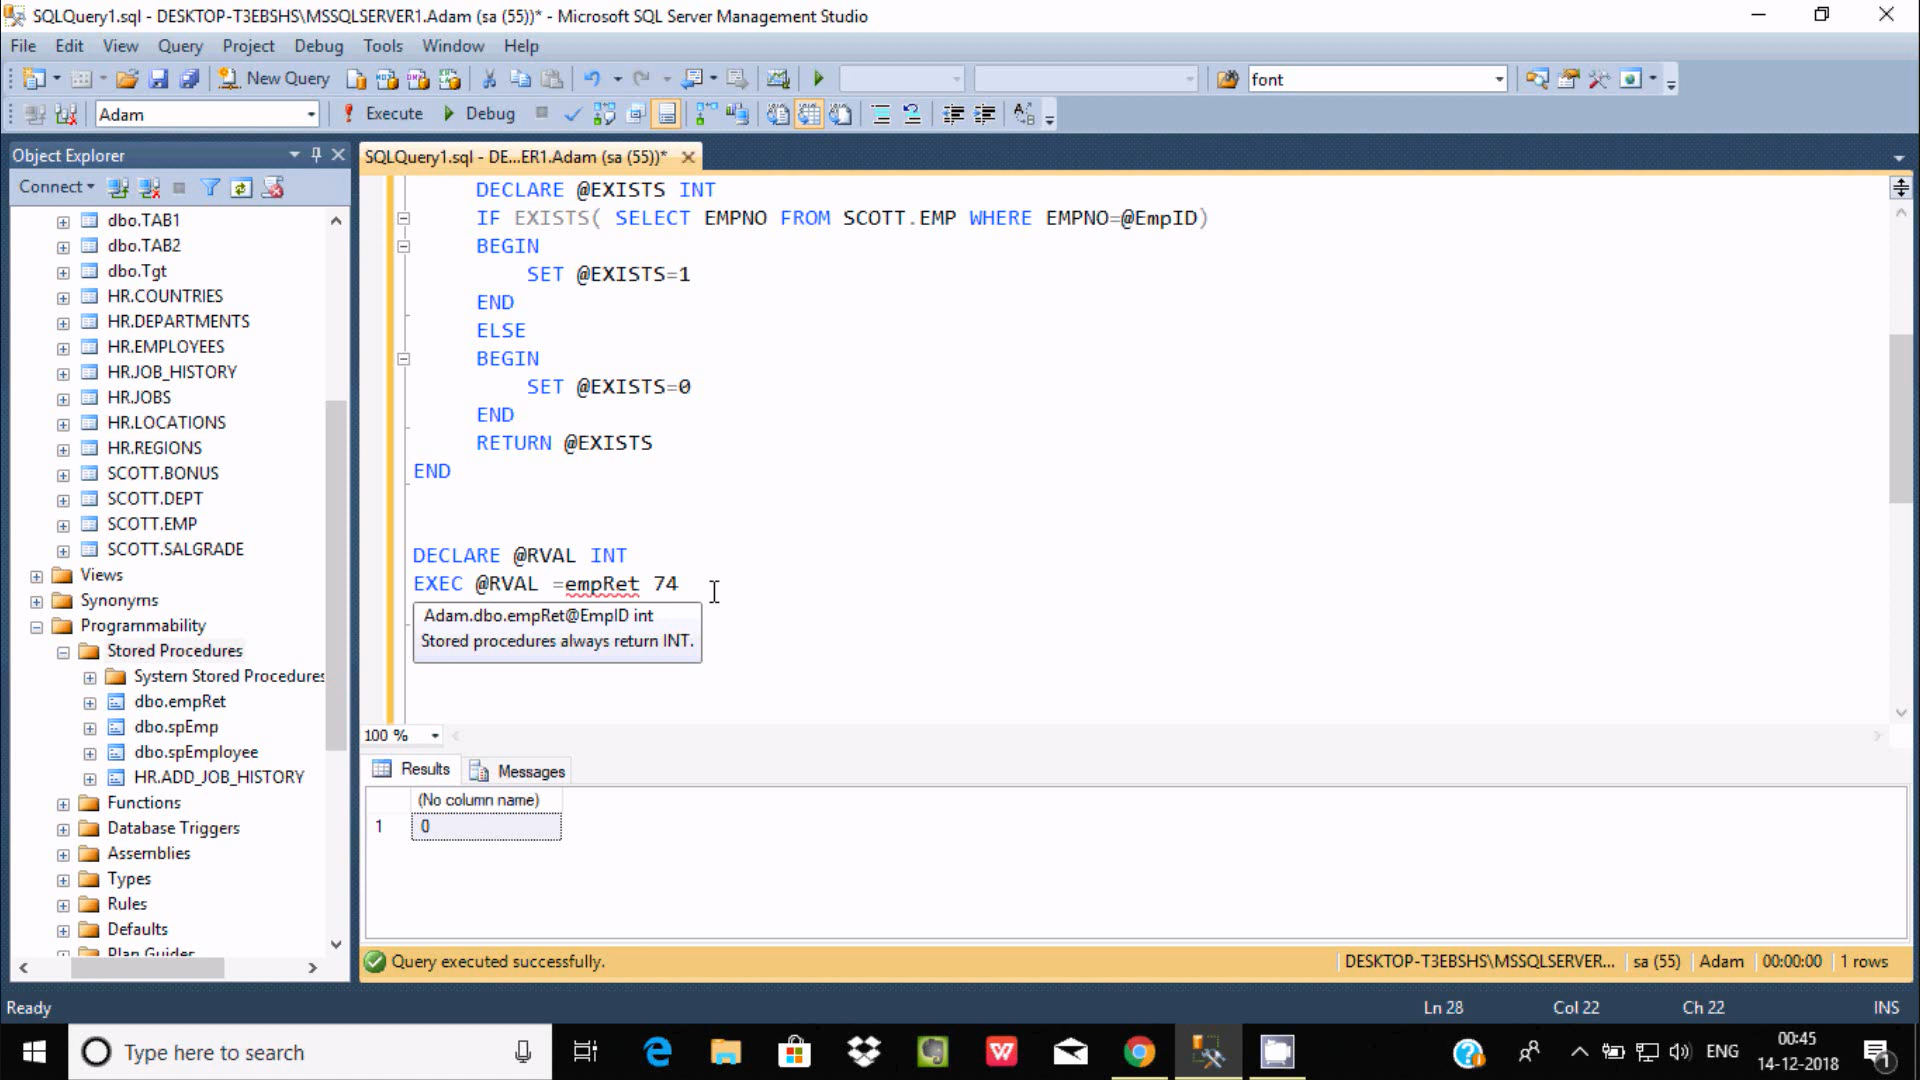 SQLQuery1.sql - DESKTOP-T3EBSHS\MSSQLSERVER1.Adam (sa (55))* - Microsoft SQL Server Management Studio
File Edit View Query Project Debug Tools Window Help
New Query
font
Adam
Execute
Debug
Object Explorer
SQLQuery1.sql - DE...ER1.Adam (sa (55))*
Connect
dbo.TAB1
dbo.TAB2
dbo.Tgt
HR.COUNTRIES
HR.DEPARTMENTS
HR.EMPLOYEES
HR.JOB_HISTORY
HR.JOBS
HR.LOCATIONS
HR.REGIONS
SCOTT.BONUS
SCOTT.DEPT
SCOTT.EMP
SCOTT.SALGRADE
Views
Synonyms
Programmability
Stored Procedures
System Stored Procedures
dbo.empRet
dbo.spEmp
dbo.spEmployee
HR.ADD_JOB_HISTORY
Functions
Database Triggers
Assemblies
Types
Rules
Defaults
Plan Guides
DECLARE @EXISTS INT
IF EXISTS( SELECT EMPNO FROM SCOTT.EMP WHERE EMPNO=@EmpID)
BEGIN
SET @EXISTS=1
END
ELSE
BEGIN
SET @EXISTS=0
END
RETURN @EXISTS
END
DECLARE @RVAL INT
EXEC @RVAL =empRet 74
Adam.dbo.empRet@EmpID int
Stored procedures always return INT.
100 %
Results
Messages
(No column name)
1 0
Query executed successfully.
DESKTOP-T3EBSHS\MSSQLSERVER... sa (55) Adam 00:00:00 1 rows
Ready
Ln 28 Col 22 Ch 22 INS
Type here to search
ENG
00:45
14-12-2018
1